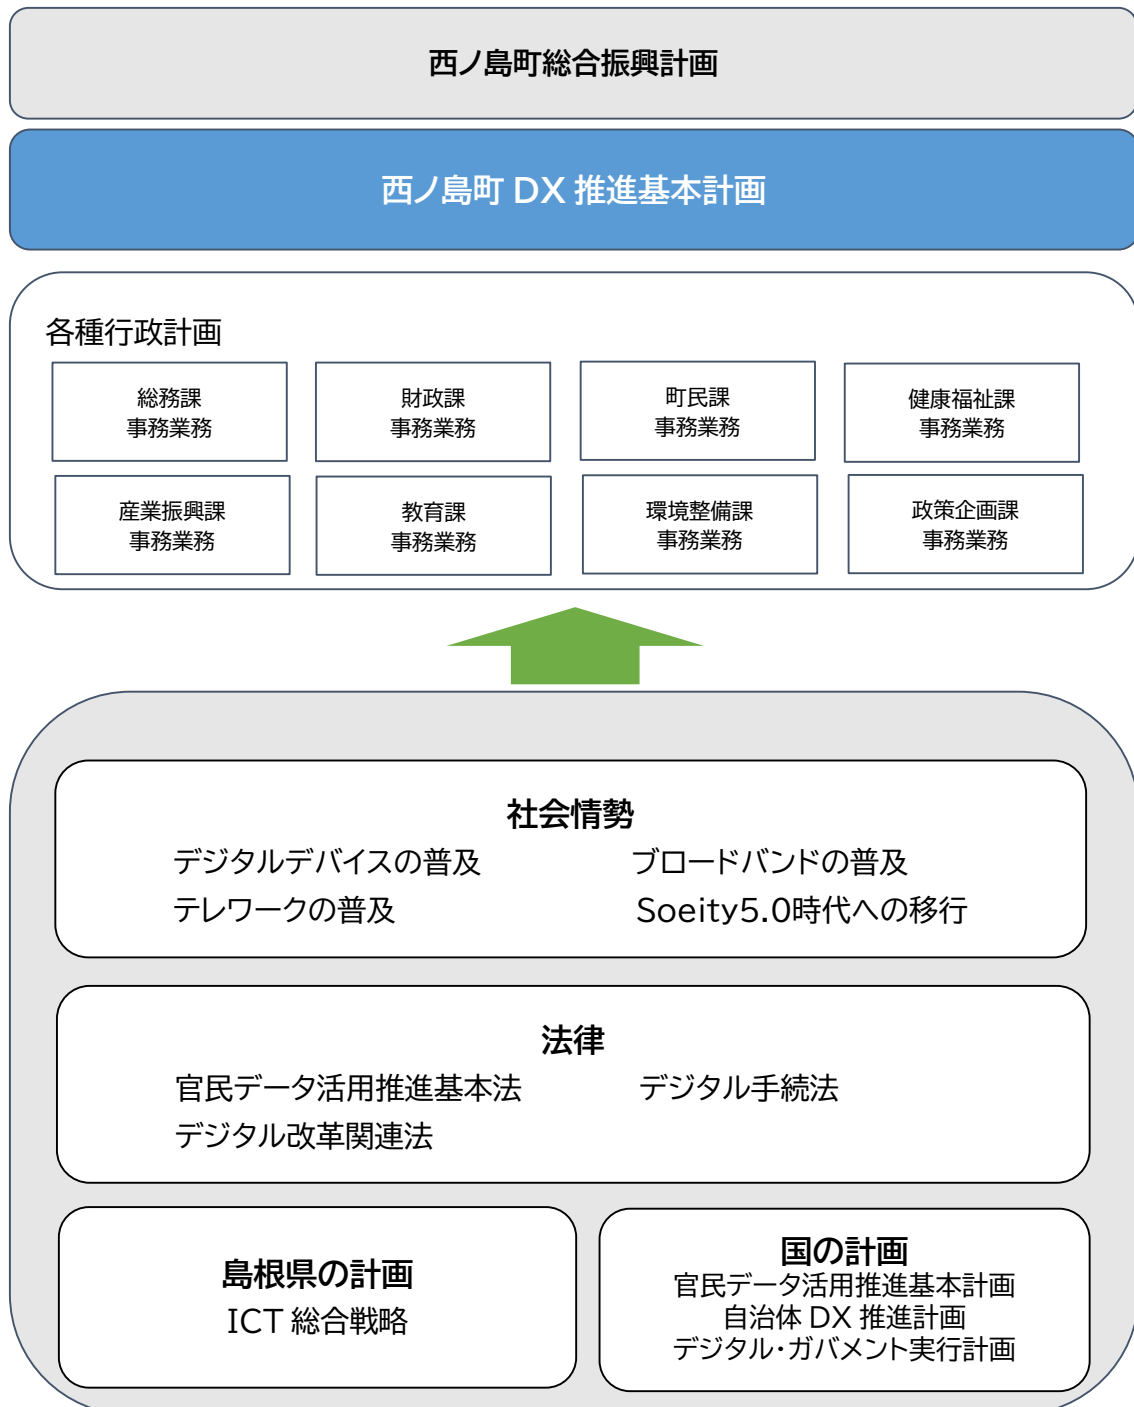 西ノ島町総合振興計画
西ノ島町 DX 推進基本計画
各種行政計画
総務課
事務業務
財政課
事務業務
町民課
事務業務
健康福祉課
事務業務
産業振興課
事務業務
教育課
事務業務
環境整備課
事務業務
政策企画課
事務業務
社会情勢
デジタルデバイスの普及 ブロードバンドの普及
テレワークの普及 Soeity5.0時代への移行
法律
官民データ活用推進基本法 デジタル手続法
デジタル改革関連法
島根県の計画
ICT 総合戦略
国の計画
官民データ活用推進基本計画
自治体 DX 推進計画
デジタル・ガバメント実行計画